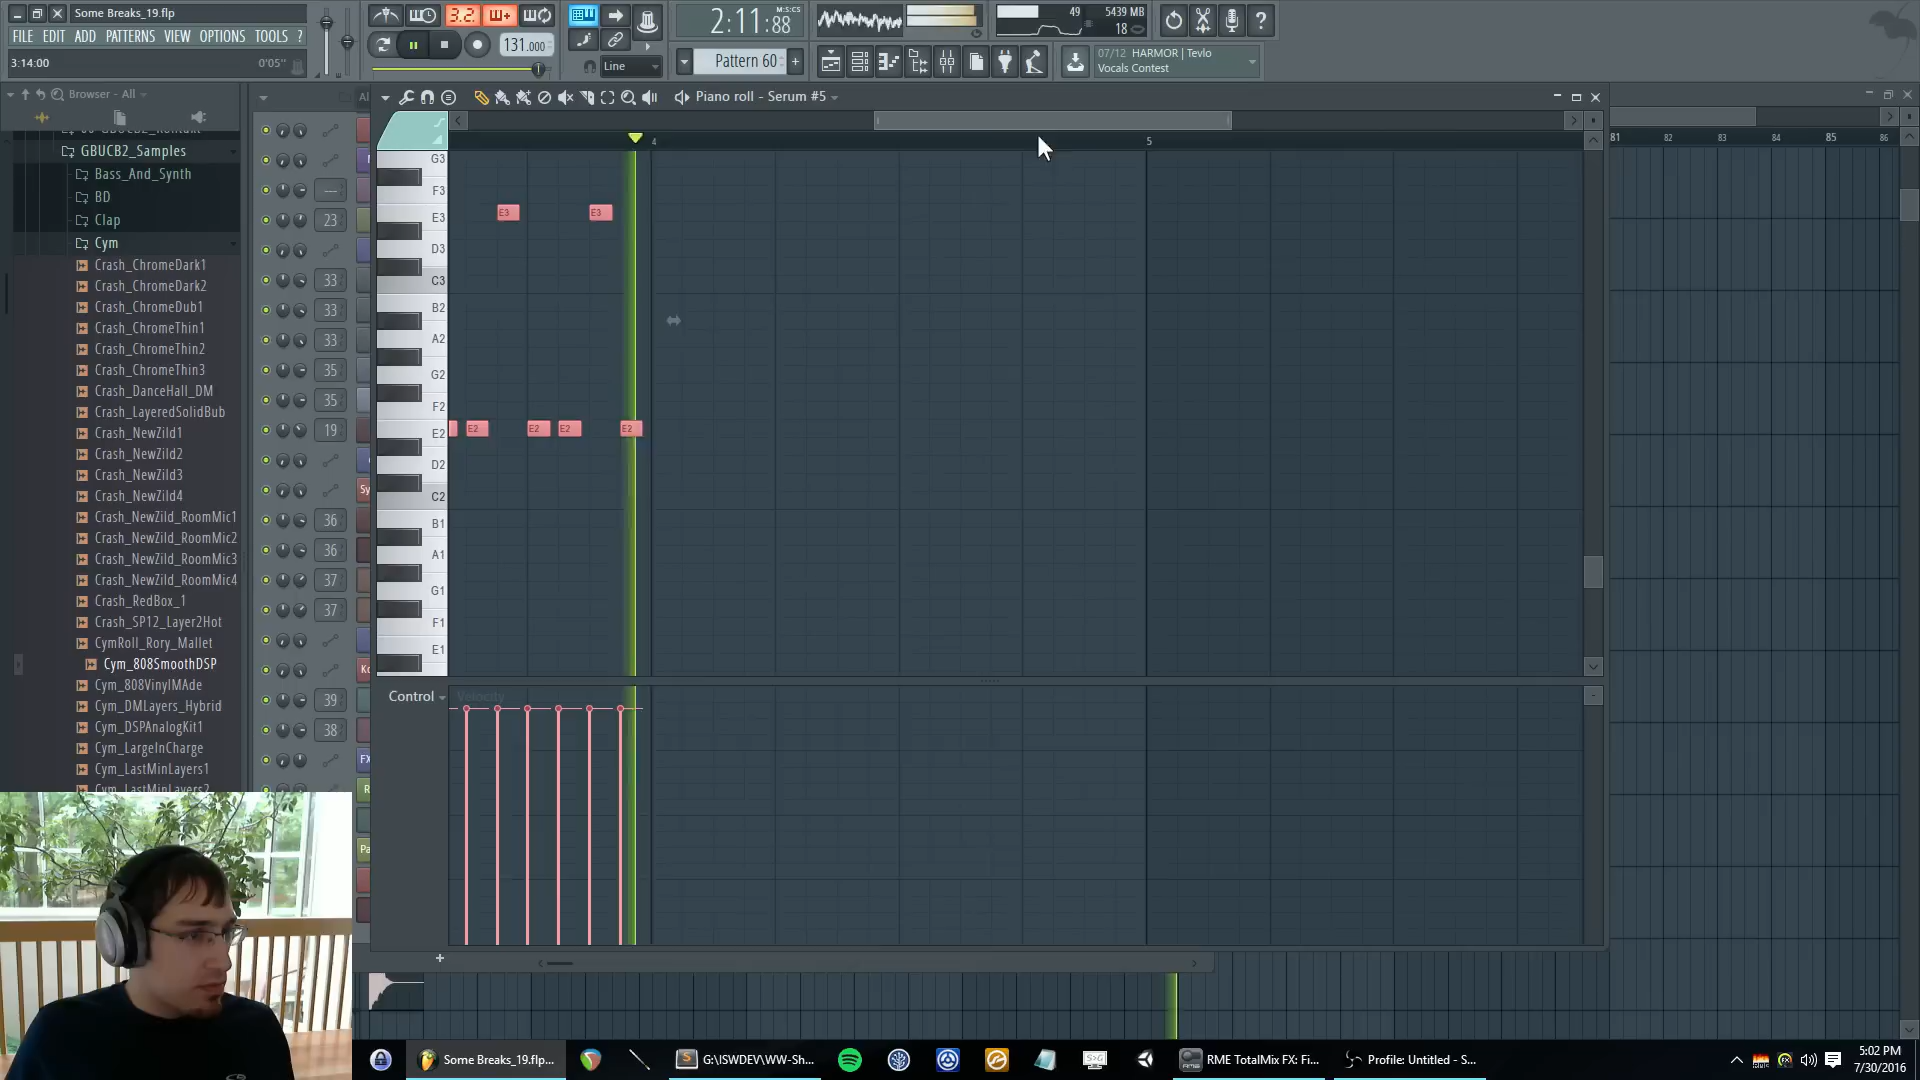 Some Breaks_19.flp
FILE EDIT ADD PATTERNS VIEW OPTIONS TOOLS ?
3:14:00 0'05"
3.2
131.000
2:11:88
M:S:CS
Line
Pattern 60
49 5439 MB
18
07/12 HARMOR | Tevlo
Vocals Contest
Browser - All
GBUCB2_Samples
Bass_And_Synth
BD
Clap
Cym
Crash_ChromeDark1
Crash_ChromeDark2
Crash_ChromeDub1
Crash_ChromeThin1
Crash_ChromeThin2
Crash_ChromeThin3
Crash_DanceHall_DM
Crash_LayeredSolidBub
Crash_NewZild1
Crash_NewZild2
Crash_NewZild3
Crash_NewZild4
Crash_NewZild_RoomMic1
Crash_NewZild_RoomMic2
Crash_NewZild_RoomMic3
Crash_NewZild_RoomMic4
Crash_RedBox_1
Crash_SP12_Layer2Hot
CymRoll_Rory_Mallet
Cym_808SmoothDSP
Cym_808VinylMAde
Cym_DMLayers_Hybrid
Cym_DSPAnalogKit1
Cym_LargeInCharge
Cym_LastMinLayers1
Cym_LastMinLayers2
---
23
33
33
33
35
35
19
36
36
37
37
39
38
Piano roll - Serum #5
4 5
81 82 83 84 85 86
G3
F3
E3
D3
C3
B2
A2
G2
F2
E2
D2
C2
B1
A1
G1
F1
E1
E3 E3
E2 E2 E2 E2
Control Velocity
Some Breaks_19.flp...
G:\ISWDEV\WW-Sh...
RME TotalMix FX: Fi...
Profile: Untitled - S...
5:02 PM
7/30/2016